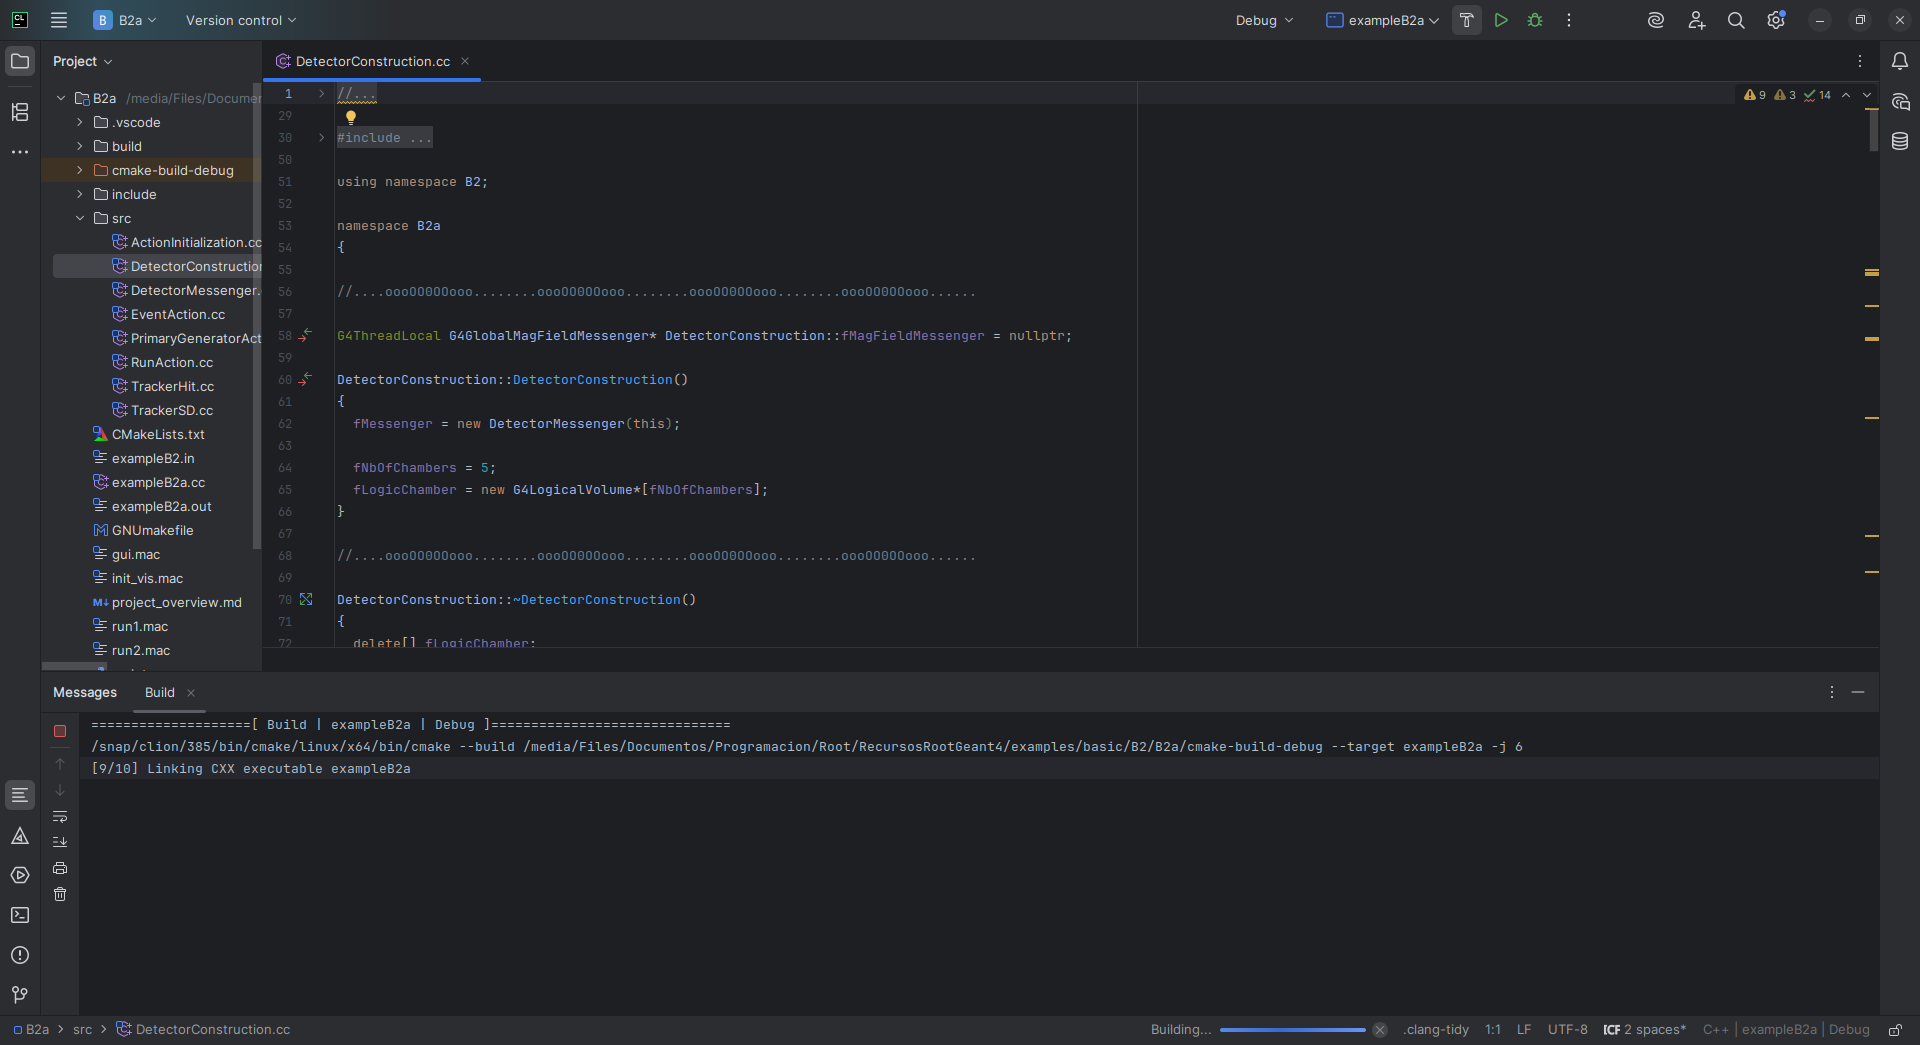 CL
B B2a Version control
Debug exampleB2a
Project
DetectorConstruction.cc
B2a /media/Files/Documen
.vscode
build
cmake-build-debug
include
src
ActionInitialization.cc
DetectorConstruction
DetectorMessenger.
EventAction.cc
PrimaryGeneratorAct
RunAction.cc
TrackerHit.cc
TrackerSD.cc
CMakeLists.txt
exampleB2.in
exampleB2a.cc
exampleB2a.out
GNUmakefile
gui.mac
init_vis.mac
M↓ project_overview.md
run1.mac
run2.mac
1 //...
9 3 14
29
30 #include ...
50
51 using namespace B2;
52
53 namespace B2a
54 {
55
56 //....oooOO0OOooo........oooOO0OOooo........oooOO0OOooo........oooOO0OOooo......
57
58 G4ThreadLocal G4GlobalMagFieldMessenger* DetectorConstruction::fMagFieldMessenger = nullptr;
59
60 DetectorConstruction::DetectorConstruction()
61 {
62 fMessenger = new DetectorMessenger(this);
63
64 fNbOfChambers = 5;
65 fLogicChamber = new G4LogicalVolume*[fNbOfChambers];
66 }
67
68 //....oooOO0OOooo........oooOO0OOooo........oooOO0OOooo........oooOO0OOooo......
69
70 DetectorConstruction::~DetectorConstruction()
71 {
72 delete[] fLogicChamber;
Messages Build
====================[ Build | exampleB2a | Debug ]==============================
/snap/clion/385/bin/cmake/linux/x64/bin/cmake --build /media/Files/Documentos/Programacion/Root/RecursosRootGeant4/examples/basic/B2/B2a/cmake-build-debug --target exampleB2a -j 6
[9/10] Linking CXX executable exampleB2a
B2a > src > DetectorConstruction.cc
Building... .clang-tidy 1:1 LF UTF-8 2 spaces* C++ | exampleB2a | Debug